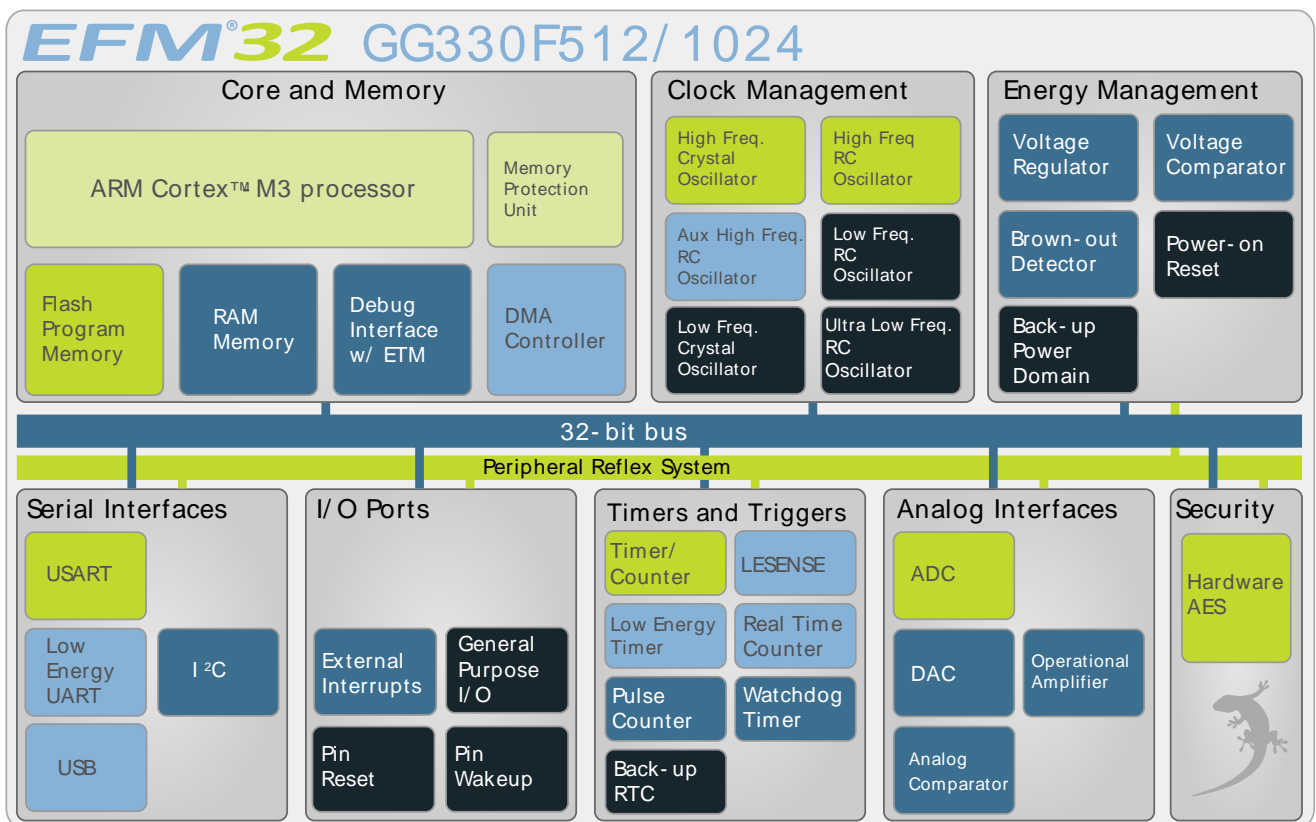 EFM®32 GG330F512/1024
Core and Memory
ARM Cortex™ M3 processor
Memory
Protection
Unit
Flash
Program
Memory
RAM
Memory
Debug
Interface
w/ ETM
DMA
Controller
Clock Management
High Freq.
Crystal
Oscillator
High Freq
RC
Oscillator
Aux High Freq.
RC
Oscillator
Low Freq.
RC
Oscillator
Low Freq.
Crystal
Oscillator
Ultra Low Freq.
RC
Oscillator
Energy Management
Voltage
Regulator
Voltage
Comparator
Brown-out
Detector
Power-on
Reset
Back-up
Power
Domain
32-bit bus
Peripheral Reflex System
Serial Interfaces
USART
Low
Energy
UART
I²C
USB
I/O Ports
External
Interrupts
General
Purpose
I/O
Pin
Reset
Pin
Wakeup
Timers and Triggers
Timer/
Counter
LESENSE
Low Energy
Timer
Real Time
Counter
Pulse
Counter
Watchdog
Timer
Back-up
RTC
Analog Interfaces
ADC
DAC
Operational
Amplifier
Analog
Comparator
Security
Hardware
AES